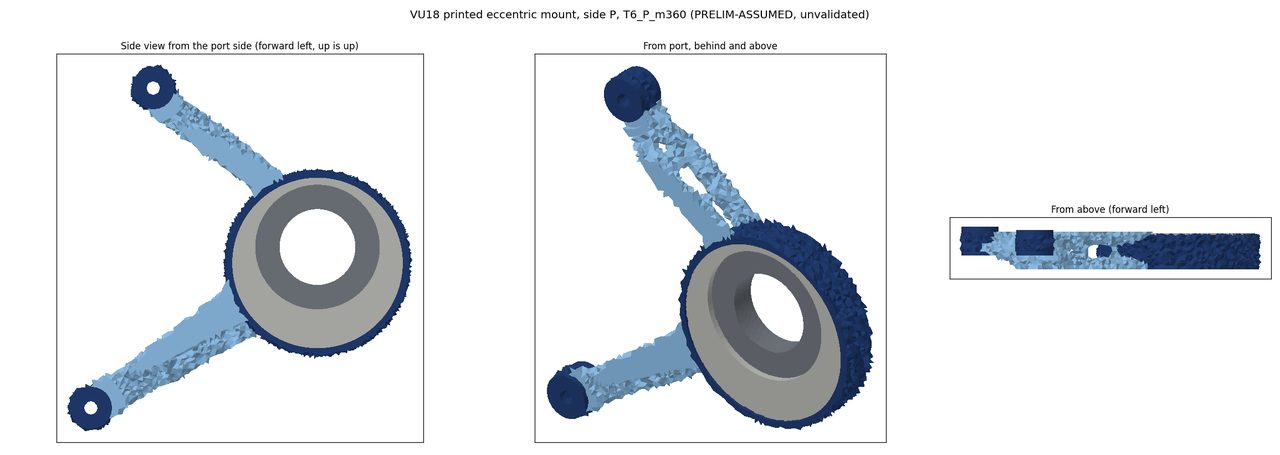 VU18 printed eccentric mount, side P, T6_P_m360 (PRELIM-ASSUMED, unvalidated)
Side view from the port side (forward left, up is up)
From port, behind and above
From above (forward left)